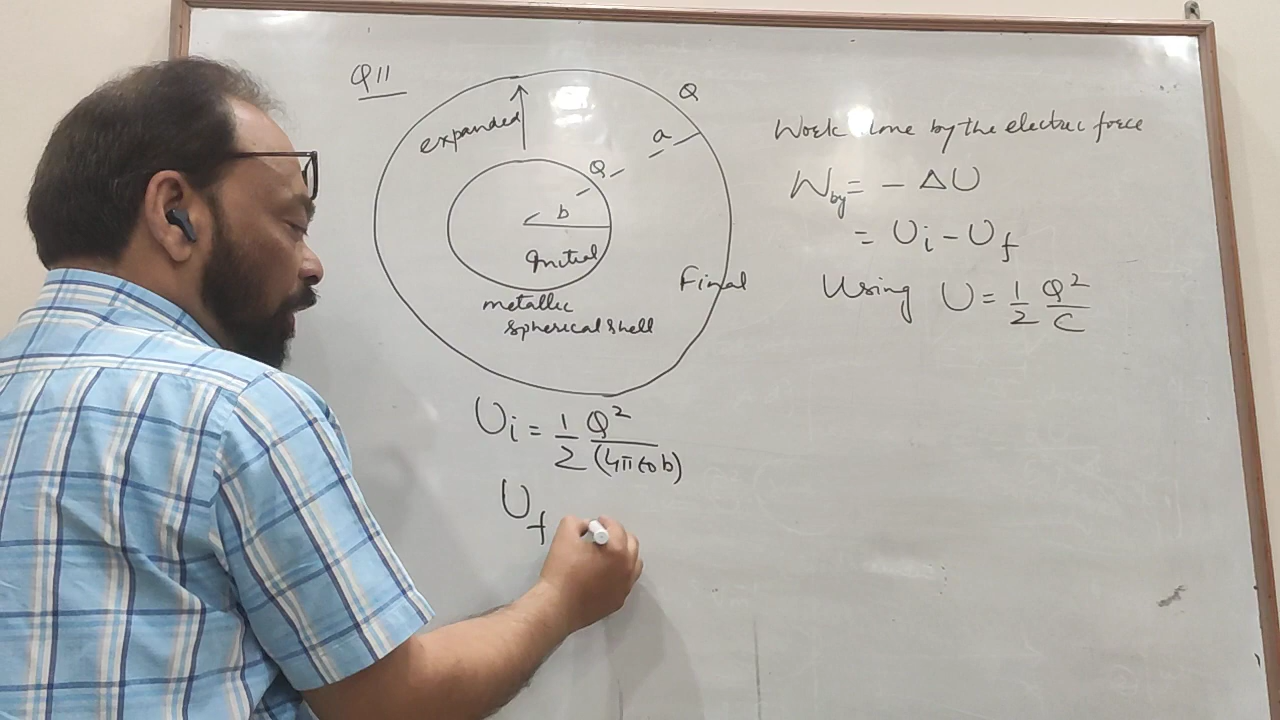 Q11
expanded
Q
a
Q
b
Initial
metallic
spherical shell
Final
Work done by the electric force
W_by = - ΔU
= U_i - U_f
Using U = 1/2 Q²/C
U_i = 1/2 Q²/(4πε0b)
U_f